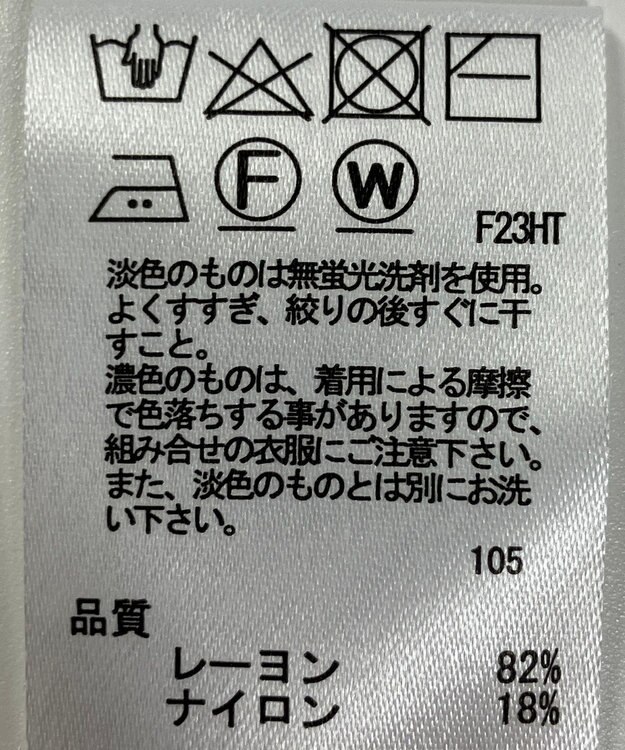 F W
F23HT
淡色のものは無蛍光洗剤を使用。
よくすすぎ、絞りの後すぐに干
すこと。
濃色のものは、着用による摩擦
で色落ちする事がありますので、
組み合せの衣服にご注意下さい。
また、淡色のものとは別にお洗
い下さい。
105
品質
レーヨン 82%
ナイロン 18%